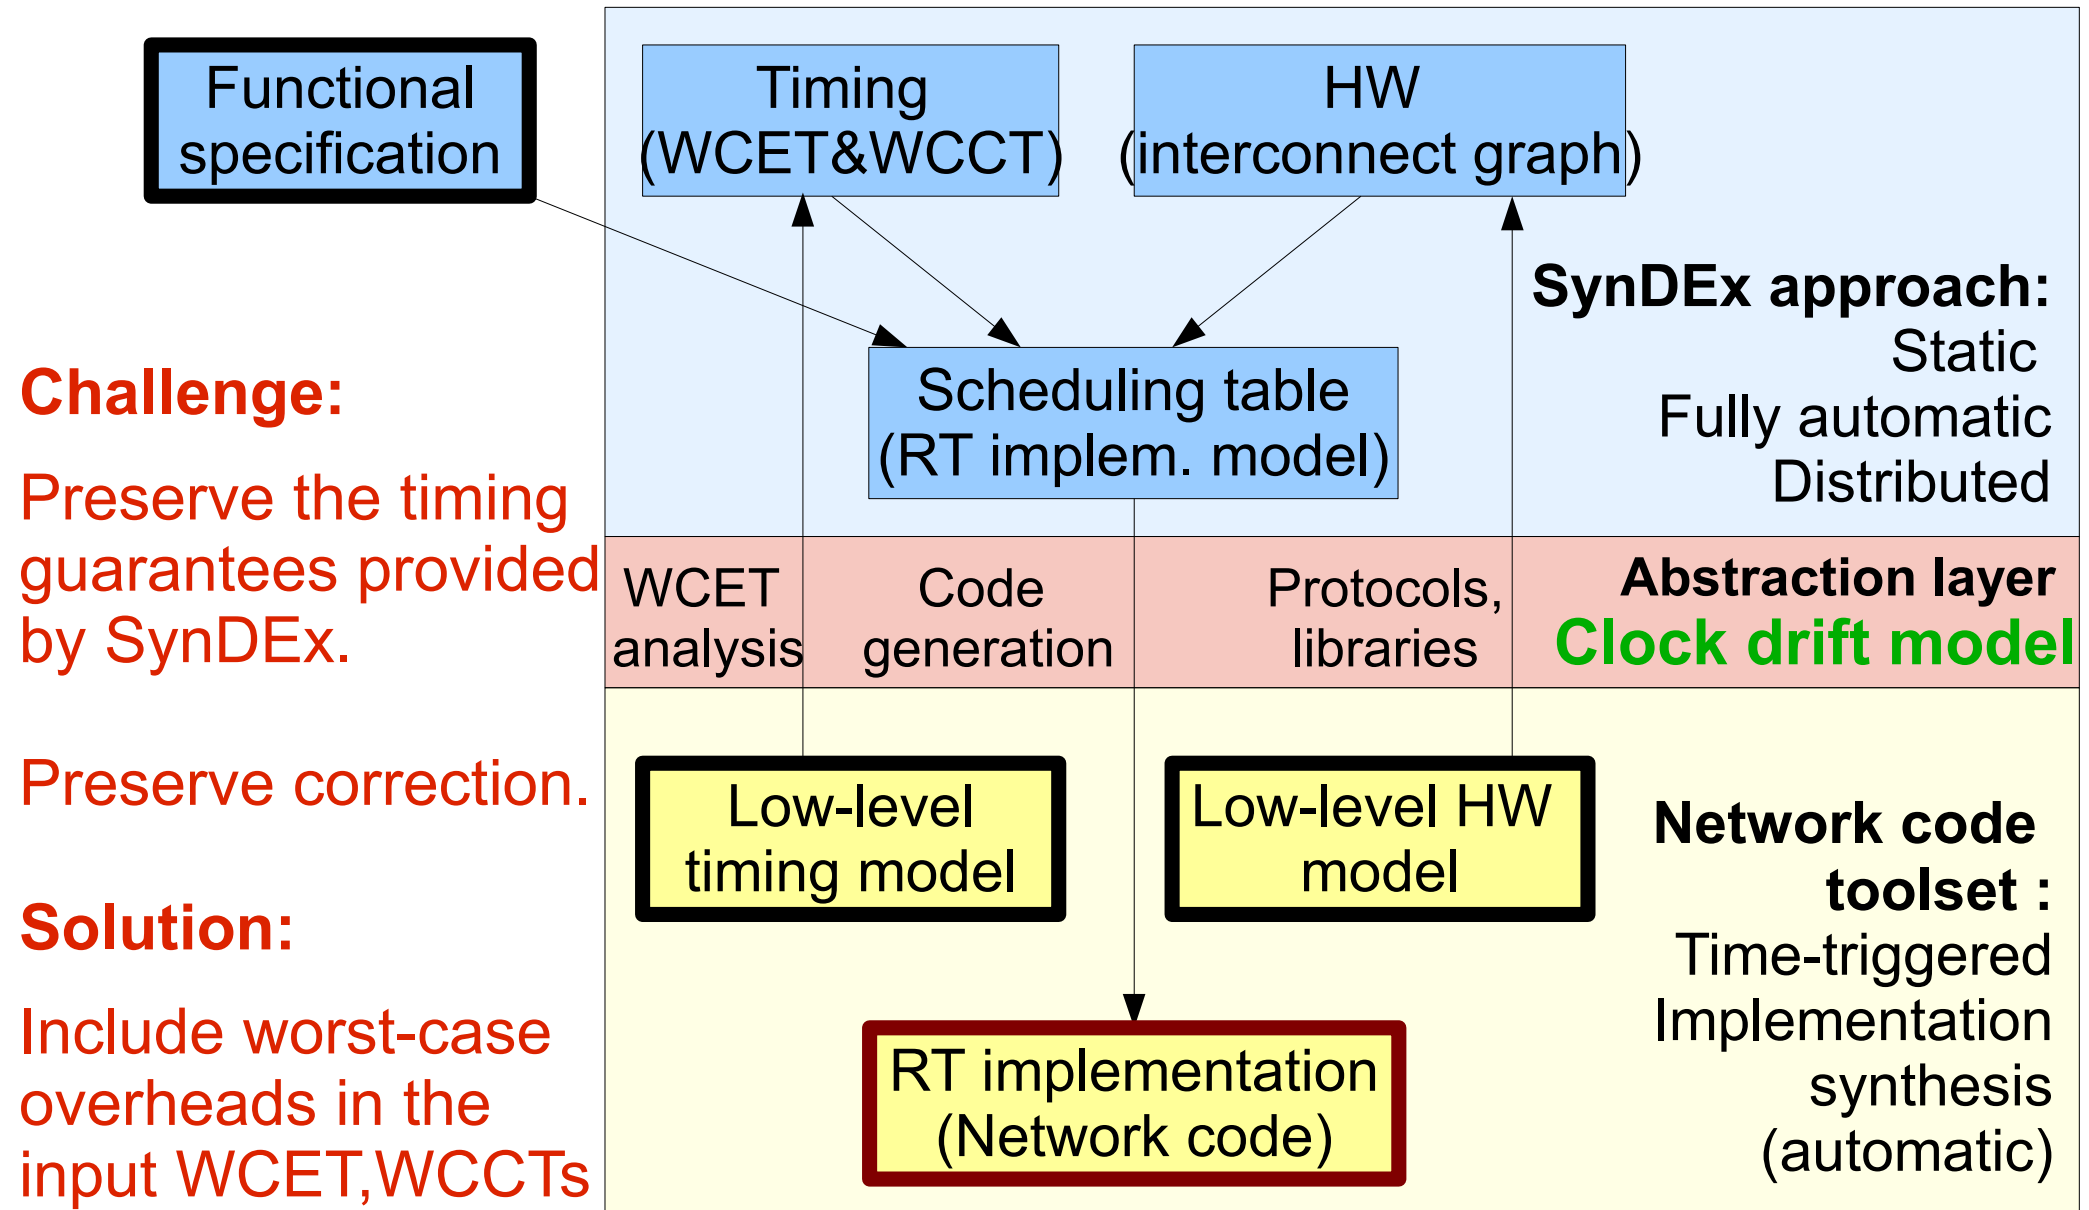 Functional
specification
Timing
(WCET&WCCT)
HW
(interconnect graph)
SynDEx approach:
Static
Fully automatic
Distributed
Scheduling table
(RT implem. model)
Challenge:
Preserve the timing
guarantees provided
by SynDEx.
Preserve correction.
Solution:
Include worst-case
overheads in the
input WCET,WCCTs
WCET
analysis
Code
generation
Protocols,
libraries
Abstraction layer
Clock drift model
Low-level
timing model
Low-level HW
model
Network code
toolset :
Time-triggered
Implementation
synthesis
(automatic)
RT implementation
(Network code)